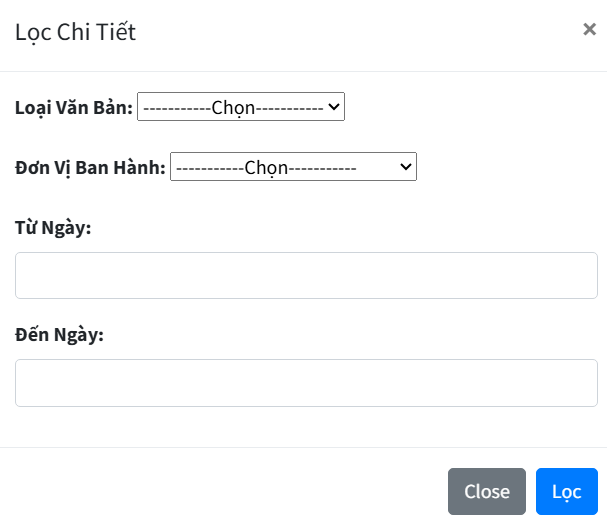 Lọc Chi Tiết ×
Loại Văn Bản: -----------Chọn-----------
Đơn Vị Ban Hành: -----------Chọn-----------
Từ Ngày:
Đến Ngày:
Close Lọc